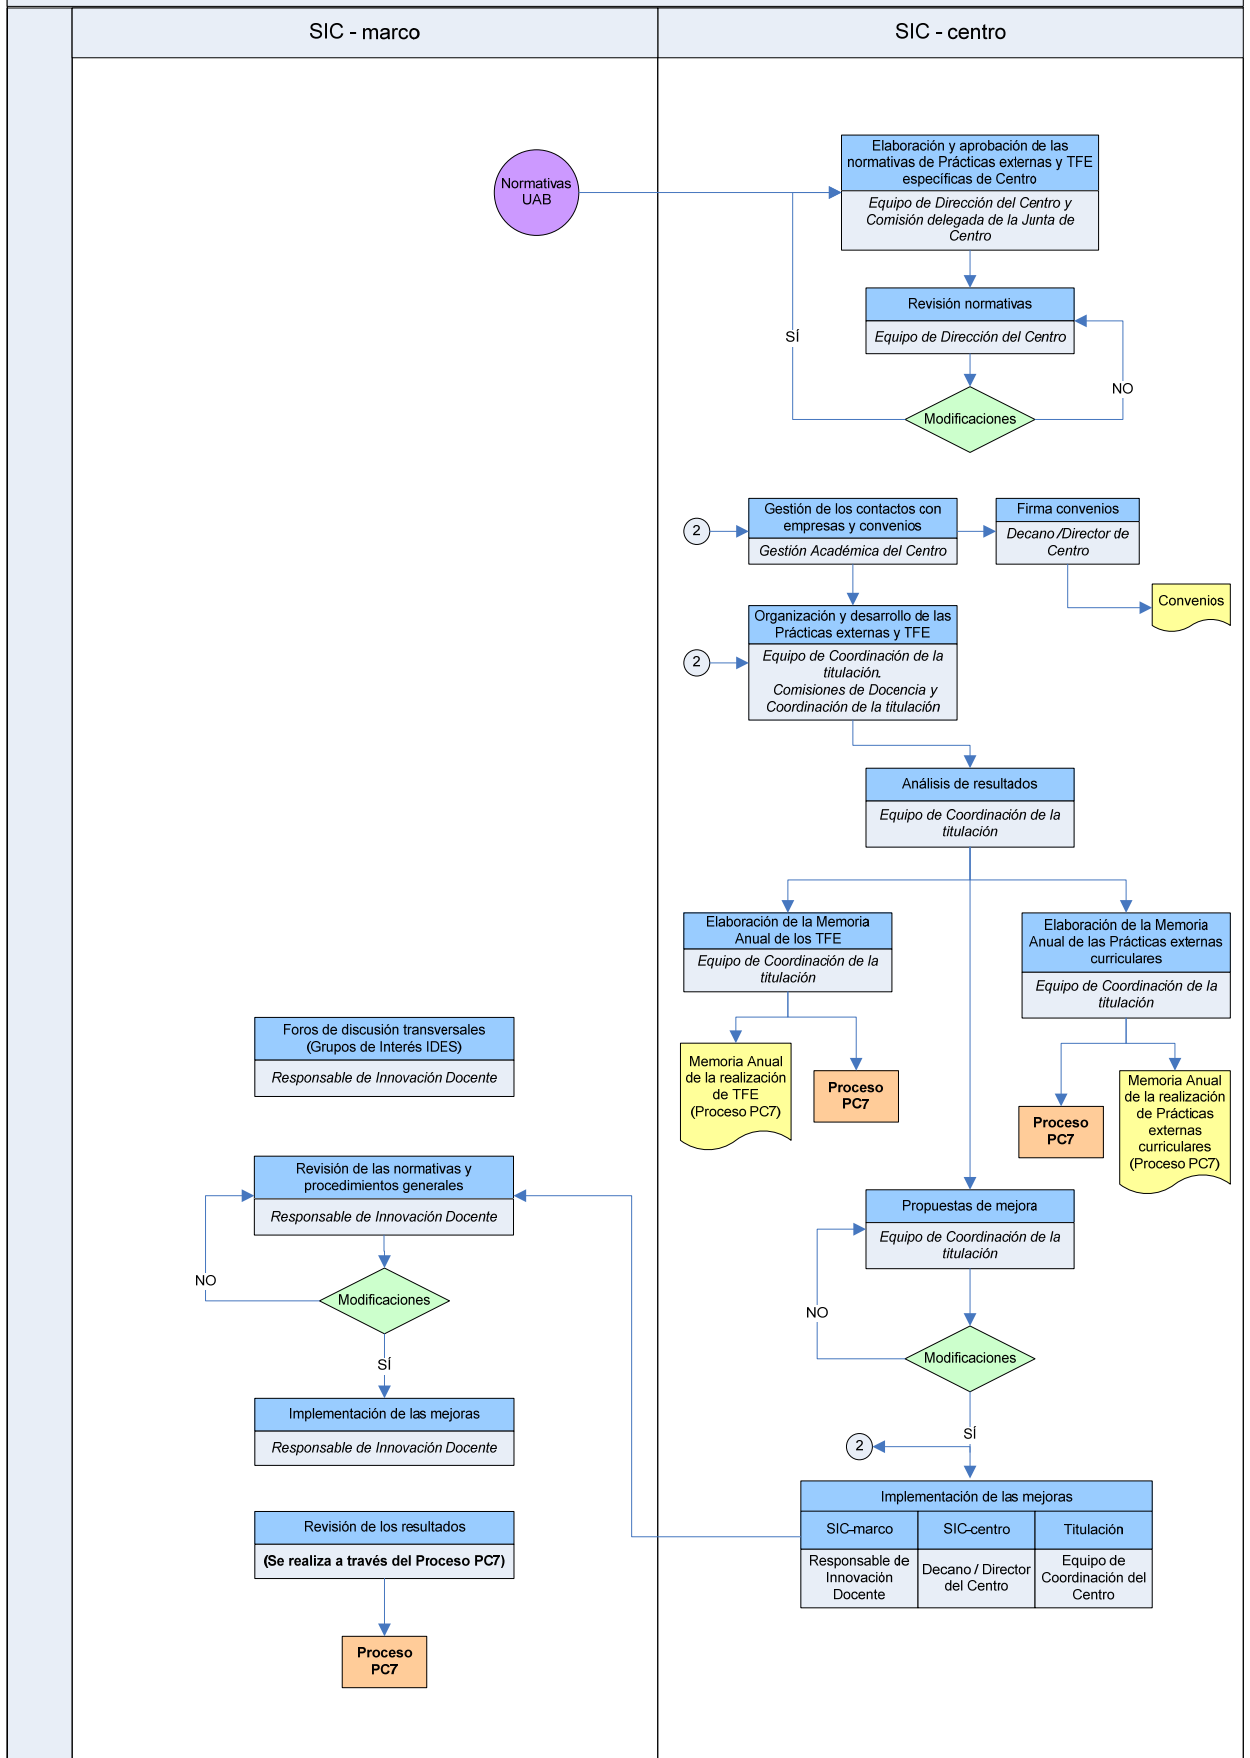 SIC - marco
SIC - centro
Normativas
UAB
Elaboración y aprobación de las
normativas de Prácticas externas y TFE
específicas de Centro
Equipo de Dirección del Centro y
Comisión delegada de la Junta de
Centro
Revisión normativas
Equipo de Dirección del Centro
SÍ
NO
Modificaciones
2
Gestión de los contactos con
empresas y convenios
Gestión Académica del Centro
Firma convenios
Decano /Director de
Centro
Convenios
2
Organización y desarrollo de las
Prácticas externas y TFE
Equipo de Coordinación de la
titulación.
Comisiones de Docencia y
Coordinación de la titulación
Análisis de resultados
Equipo de Coordinación de la
titulación
Elaboración de la Memoria
Anual de los TFE
Equipo de Coordinación de la
titulación
Elaboración de la Memoria
Anual de las Prácticas externas
curriculares
Equipo de Coordinación de la
titulación
Memoria Anual
de la realización
de TFE
(Proceso PC7)
Proceso
PC7
Proceso
PC7
Memoria Anual
de la realización
de Prácticas
externas
curriculares
(Proceso PC7)
Foros de discusión transversales
(Grupos de Interés IDES)
Responsable de Innovación Docente
Revisión de las normativas y
procedimientos generales
Responsable de Innovación Docente
NO
Modificaciones
SÍ
Implementación de las mejoras
Responsable de Innovación Docente
Revisión de los resultados
(Se realiza a través del Proceso PC7)
Proceso
PC7
Propuestas de mejora
Equipo de Coordinación de la
titulación
NO
Modificaciones
SÍ
2
Implementación de las mejoras
SIC-marco
SIC-centro
Titulación
Responsable de
Innovación
Docente
Decano / Director
del Centro
Equipo de
Coordinación del
Centro